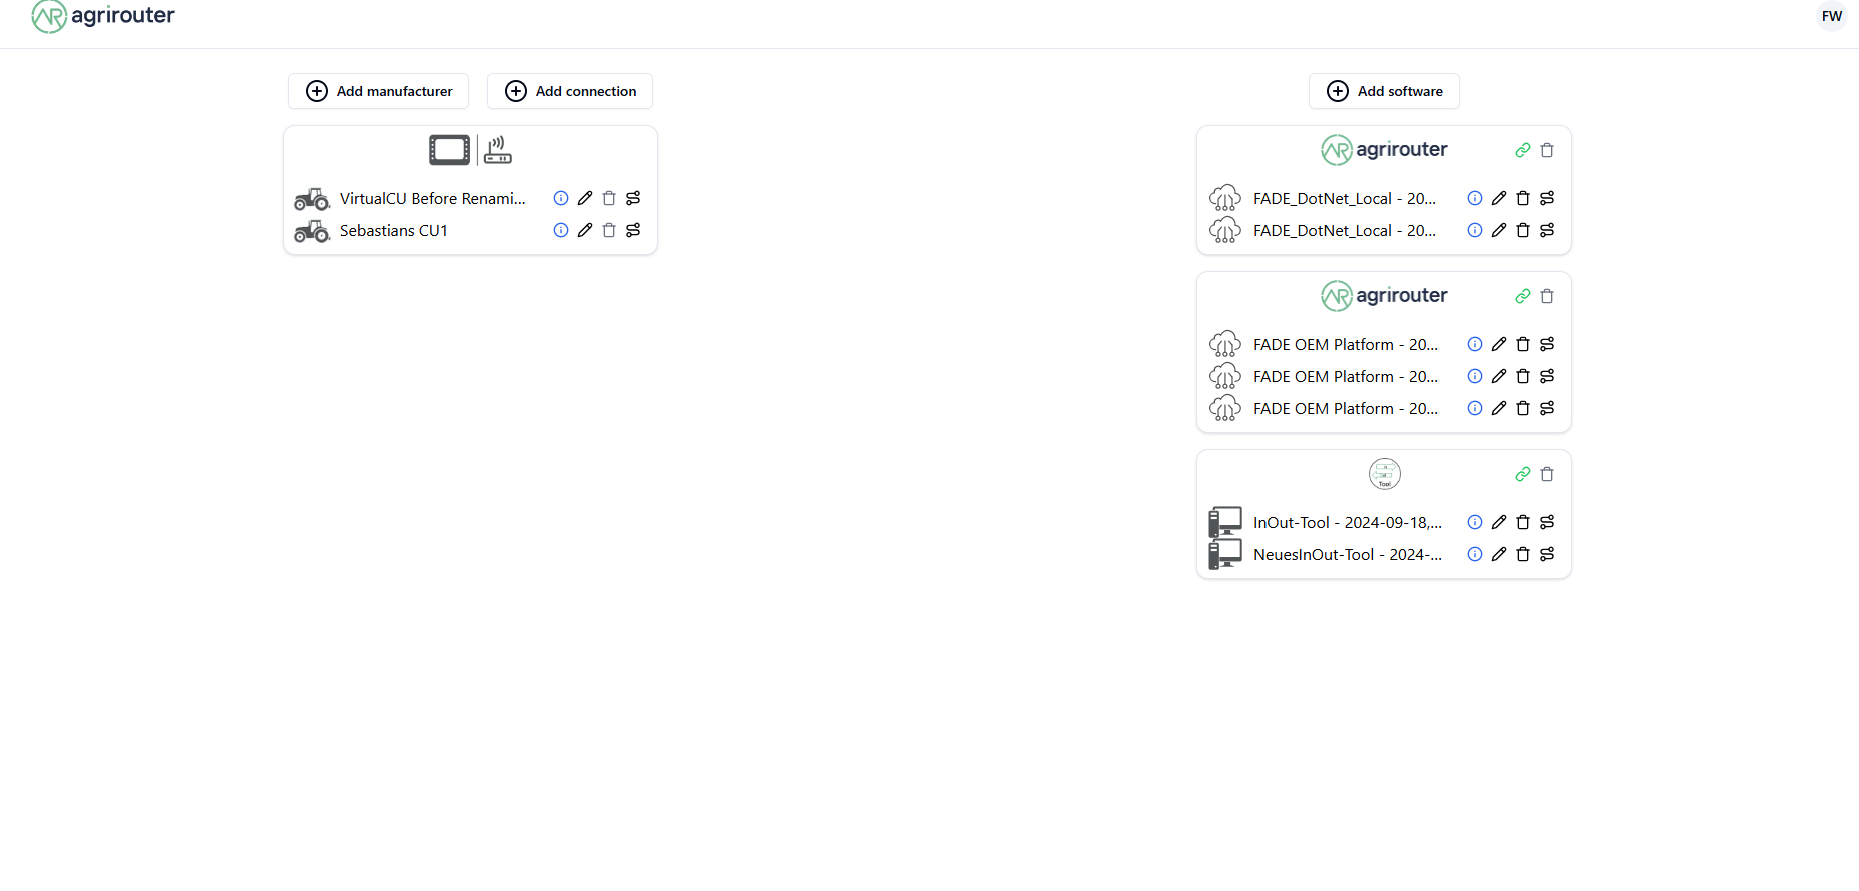 agrirouter
FW
Add manufacturer
Add connection
Add software
VirtualCU Before Renami...
Sebastians CU1
agrirouter
FADE_DotNet_Local - 20...
FADE_DotNet_Local - 20...
agrirouter
FADE OEM Platform - 20...
FADE OEM Platform - 20...
FADE OEM Platform - 20...
Tool
InOut-Tool - 2024-09-18,...
NeuesInOut-Tool - 2024-...